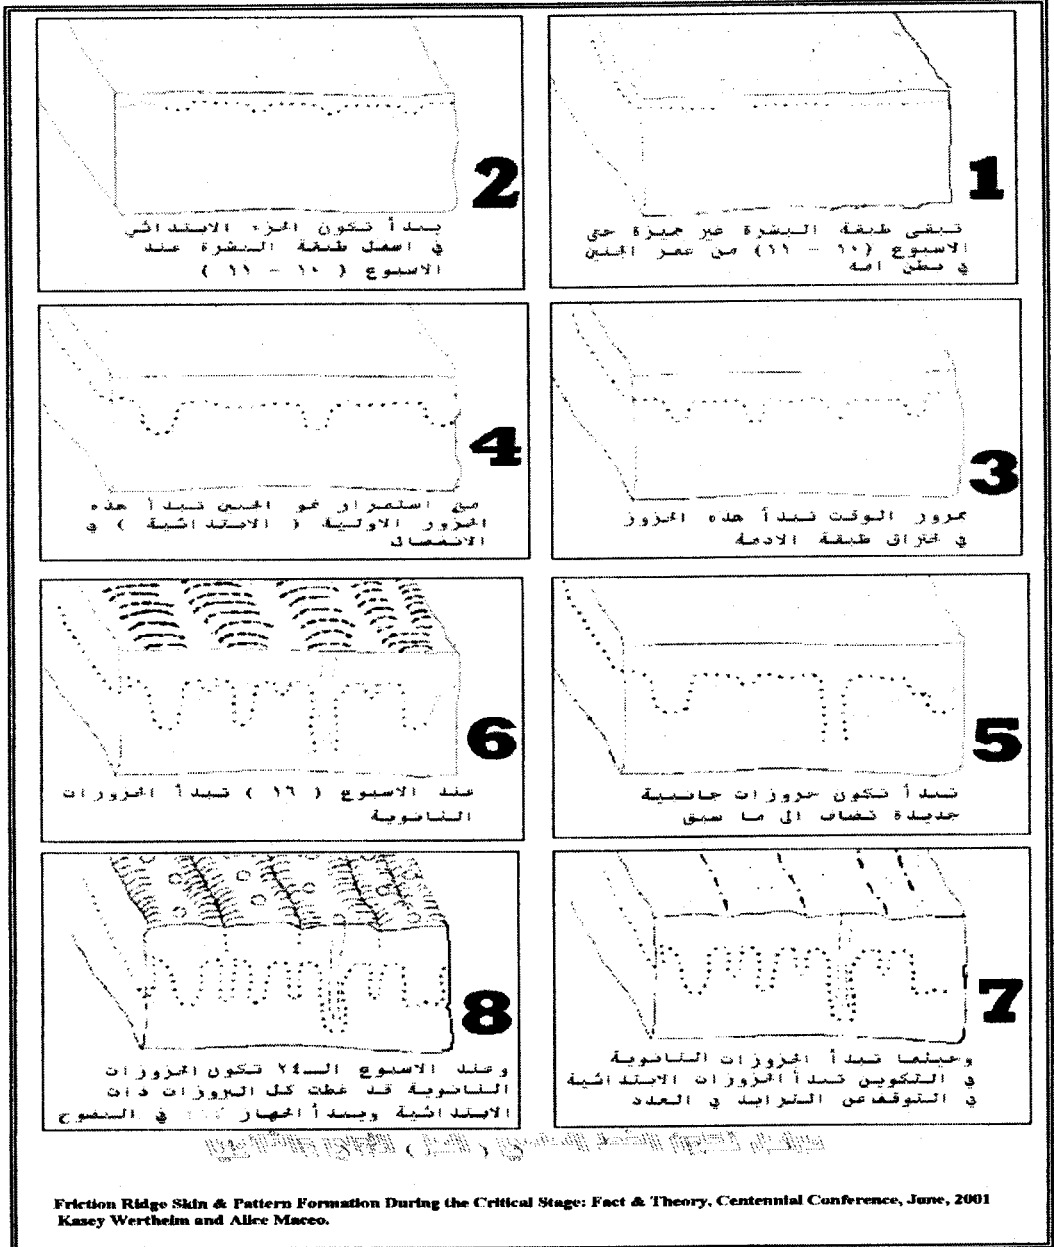 1
تبقى طبقة البشرة غير مميزة حتى
الاسبوع (١٠ - ١١) من عمر الجنين
في بطن امه
2
يبدأ تكون الجزء الابتدائي
في اسفل طبقة البشرة عند
الاسبوع ( ١٠ - ١١ )
3
بمرور الوقت تبدأ هذه الحزوز
في اختراق طبقة الادمة
4
مع استمرار نمو الجنين تبدأ هذه
الحزوز الاولية ( الابتدائية ) في
الانفصال
5
تبدأ تكون حزوزات جانبية
جديدة تضاف الى ما سبق
6
عند الاسبوع ( ١٦ ) تبدأ الحزوزات
الثانوية
7
وحينما تبدأ الحزوزات الثانوية
في التكوين تبدأ الحزوزات الابتدائية
في التوقف عن التزايد في العدد
8
وعند الاسبوع الـ٢٤ تكون الحزوزات
الثانوية قد غطت كل البروزات ذات
الابتدائية ويبدأ الجهاز في النضوج
Friction Ridge Skin & Pattern Formation During the Critical Stage: Fact & Theory, Centennial Conference, June, 2001
Kasey Wertheim and Alice Maceo.